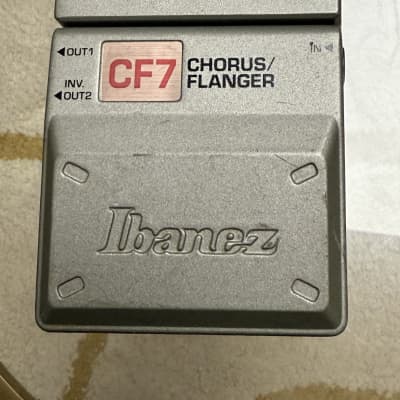 OUT1
INV.
OUT2
CF7
CHORUS/
FLANGER
IN
Ibanez